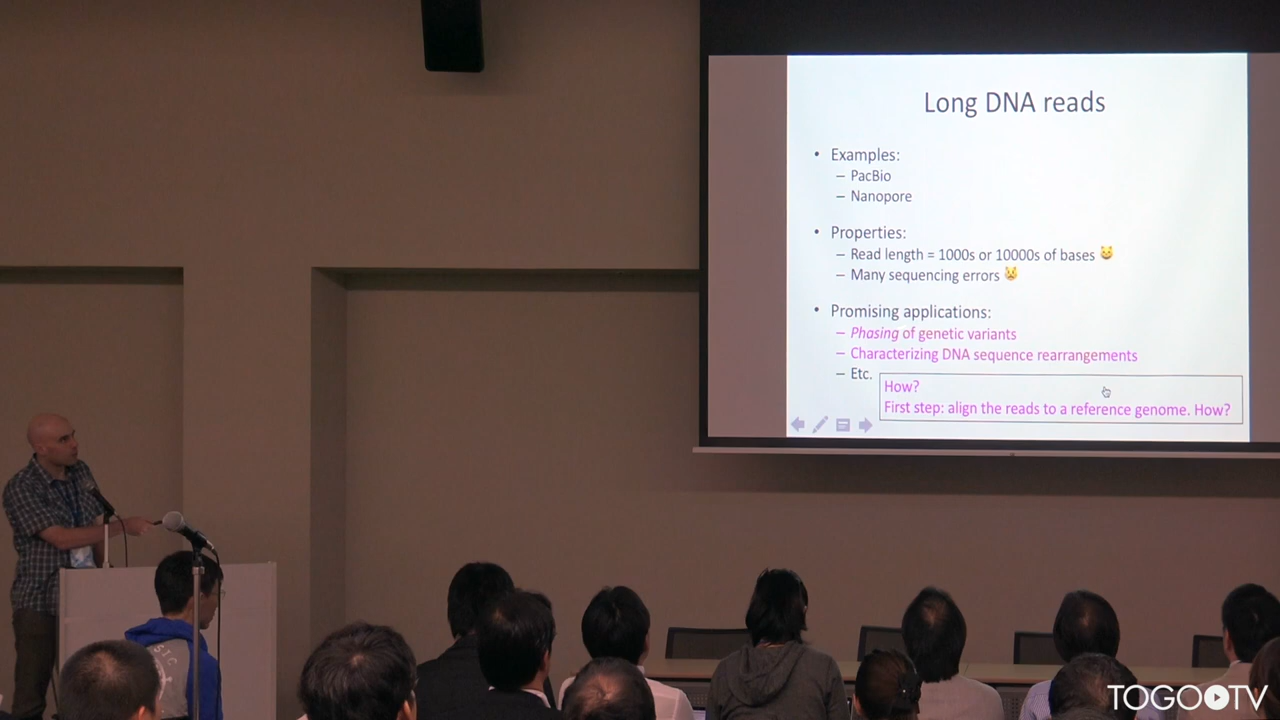 Long DNA reads
• Examples:
– PacBio
– Nanopore
• Properties:
– Read length = 1000s or 10000s of bases 😺
– Many sequencing errors 😿
• Promising applications:
– Phasing of genetic variants
– Characterizing DNA sequence rearrangements
– Etc.
How?
First step: align the reads to a reference genome. How?
TOGOTV